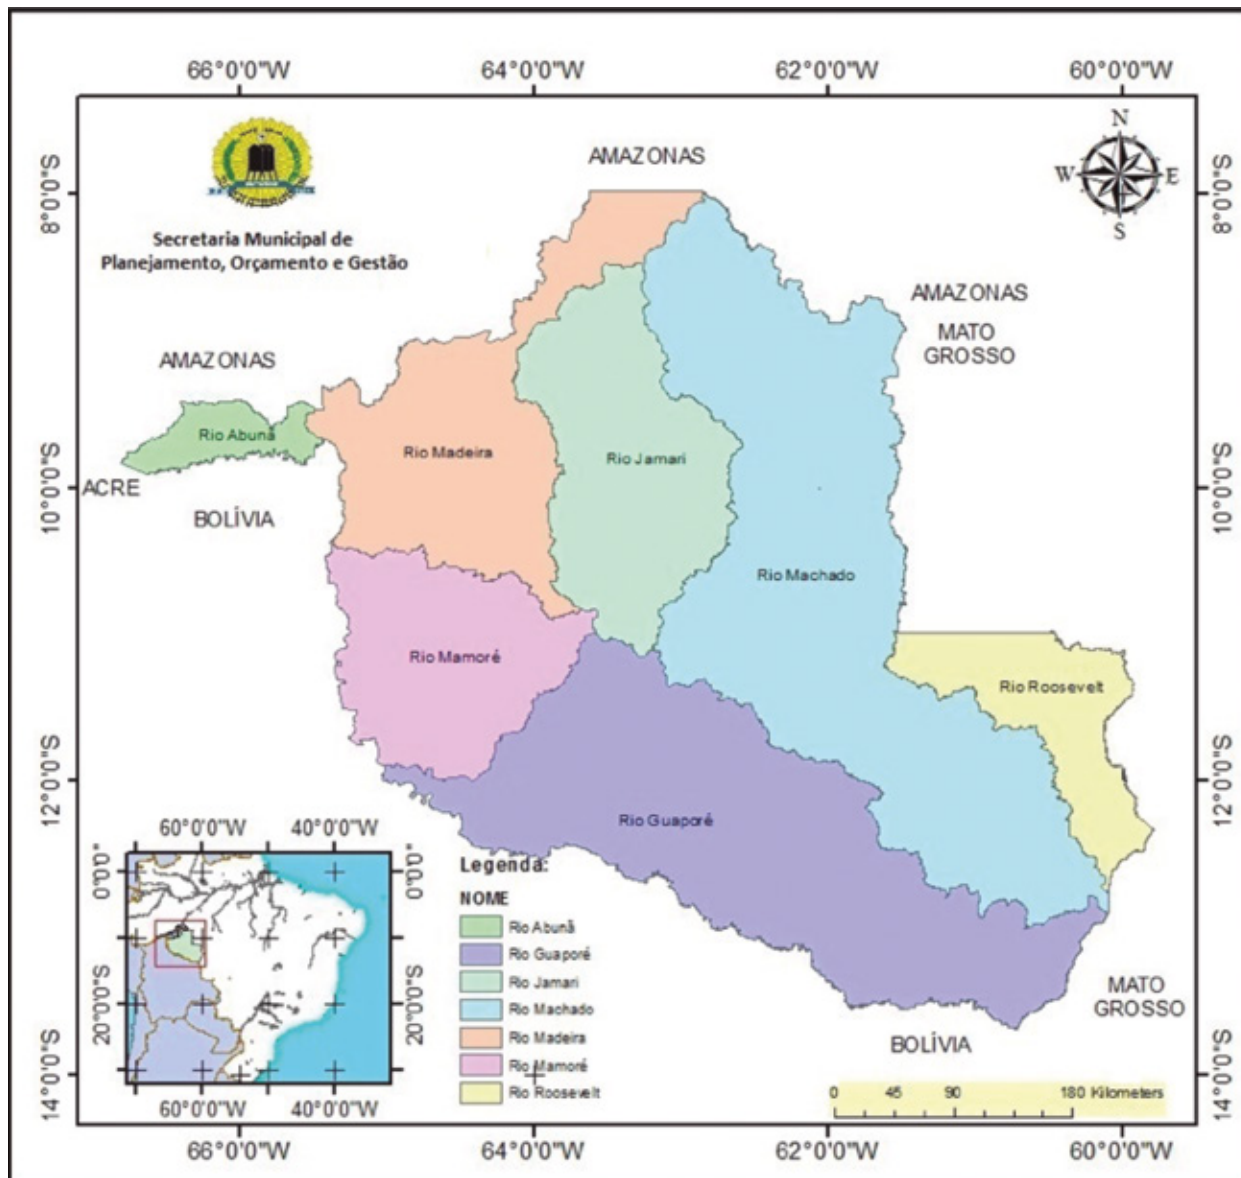 66°0'0"W 64°0'0"W 62°0'0"W 60°0'0"W
N
W E
S
AMAZONAS
8°0'0"S 8°0'0"S
Secretaria Municipal de
Planejamento, Orçamento e Gestão
AMAZONAS
MATO
GROSSO
AMAZONAS
Rio Abunã
Rio Madeira
Rio Jamari
ACRE
10°0'0"S 10°0'0"S
BOLÍVIA
Rio Machado
Rio Mamoré
Rio Roosevelt
12°0'0"S 12°0'0"S
Rio Guaporé
60°0'0"W 40°0'0"W
0°0'0" 0°0'0"
20°0'0"S 20°0'0"S
60°0'0"W 40°0'0"W
Legenda:
NOME
Rio Abunã
Rio Guaporé
Rio Jamari
Rio Machado
Rio Madeira
Rio Mamoré
Rio Roosevelt
MATO
GROSSO
BOLÍVIA
0 45 90 180 Kilometers
14°0'0"S 14°0'0"S
66°0'0"W 64°0'0"W 62°0'0"W 60°0'0"W